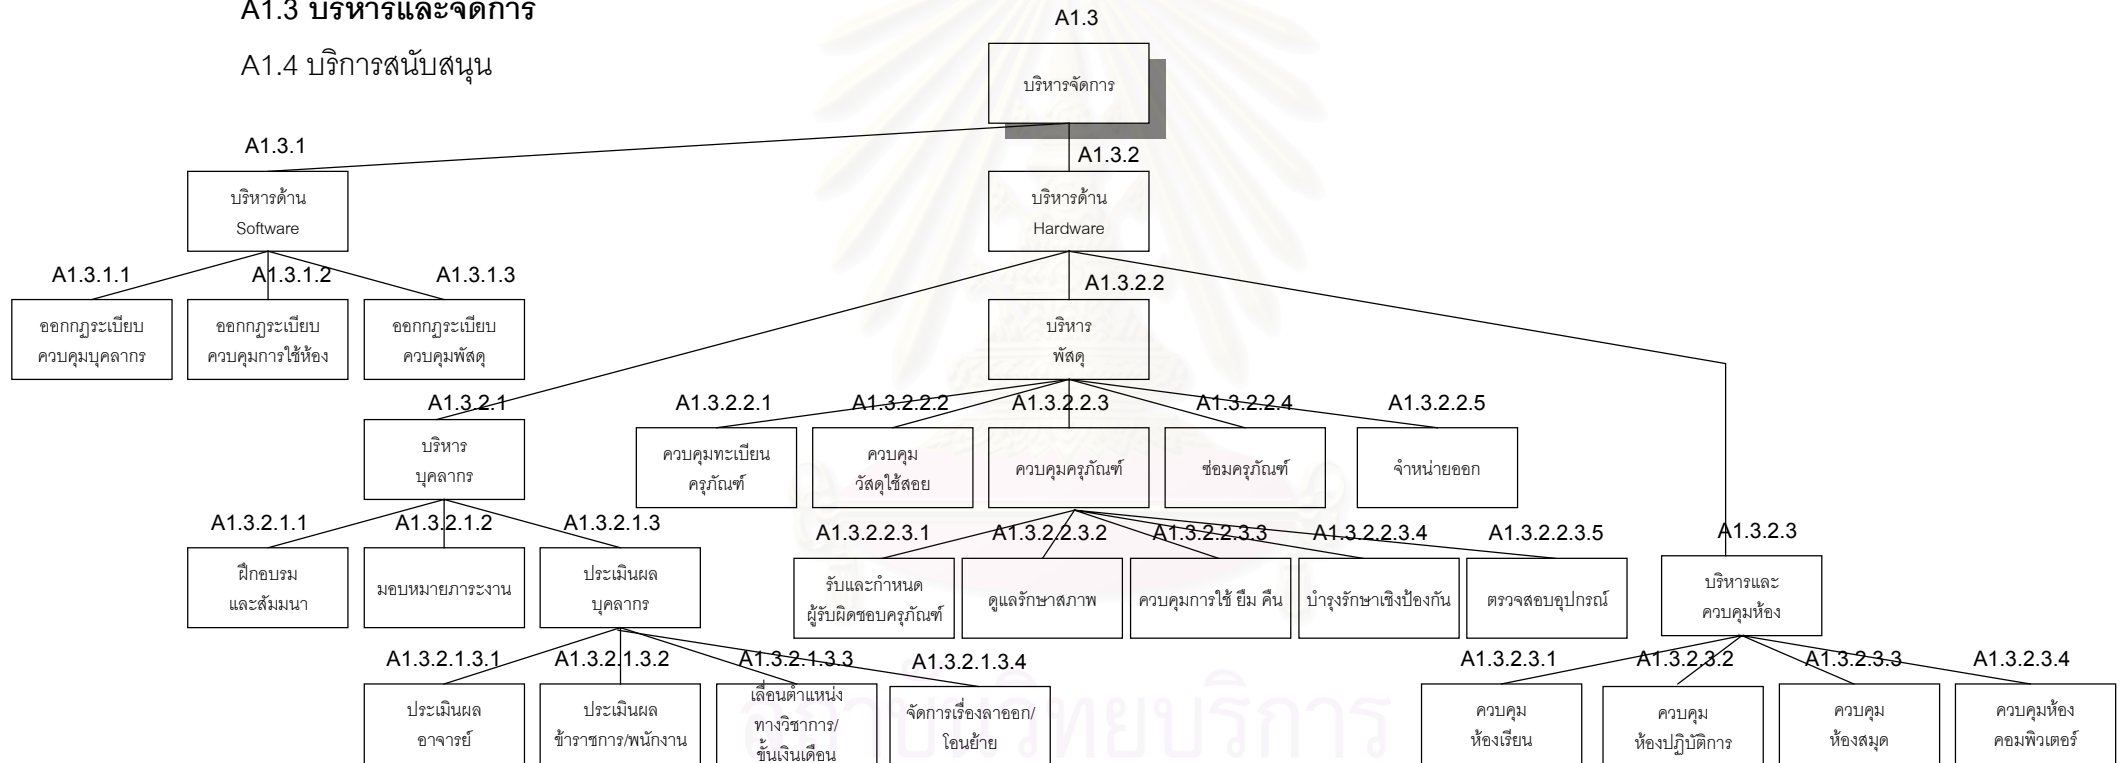 A1.3 บริหารและจัดการ
A1.4 บริการสนับสนุน
A1.3
บริหารจัดการ
A1.3.1
A1.3.2
บริหารด้าน
Software
บริหารด้าน
Hardware
A1.3.1.1
A1.3.1.2
A1.3.1.3
A1.3.2.2
ออกกฏระเบียบ
ควบคุมบุคลากร
ออกกฏระเบียบ
ควบคุมการใช้ห้อง
ออกกฏระเบียบ
ควบคุมพัสดุ
บริหาร
พัสดุ
A1.3.2.1
A1.3.2.2.1
A1.3.2.2.2
A1.3.2.2.3
A1.3.2.2.4
A1.3.2.2.5
บริหาร
บุคลากร
ควบคุมทะเบียน
ครุภัณฑ์
ควบคุม
วัสดุใช้สอย
ควบคุมครุภัณฑ์
ซ่อมครุภัณฑ์
จำหน่ายออก
A1.3.2.1.1
A1.3.2.1.2
A1.3.2.1.3
A1.3.2.2.3.1
A1.3.2.2.3.2
A1.3.2.2.3.3
A1.3.2.2.3.4
A1.3.2.2.3.5
A1.3.2.3
ฝึกอบรม
และสัมมนา
มอบหมายภาระงาน
ประเมินผล
บุคลากร
รับและกำหนด
ผู้รับผิดชอบครุภัณฑ์
ดูแลรักษาสภาพ
ควบคุมการใช้ ยืม คืน
บำรุงรักษาเชิงป้องกัน
ตรวจสอบอุปกรณ์
บริหารและ
ควบคุมห้อง
A1.3.2.1.3.1
A1.3.2.1.3.2
A1.3.2.1.3.3
A1.3.2.1.3.4
A1.3.2.3.1
A1.3.2.3.2
A1.3.2.3.3
A1.3.2.3.4
ประเมินผล
อาจารย์
ประเมินผล
ข้าราชการ/พนักงาน
เลื่อนตำแหน่ง
ทางวิชาการ/
ขั้นเงินเดือน
จัดการเรื่องลาออก/
โอนย้าย
ควบคุม
ห้องเรียน
ควบคุม
ห้องปฏิบัติการ
ควบคุม
ห้องสมุด
ควบคุมห้อง
คอมพิวเตอร์
สถาบันวิทยบริการ